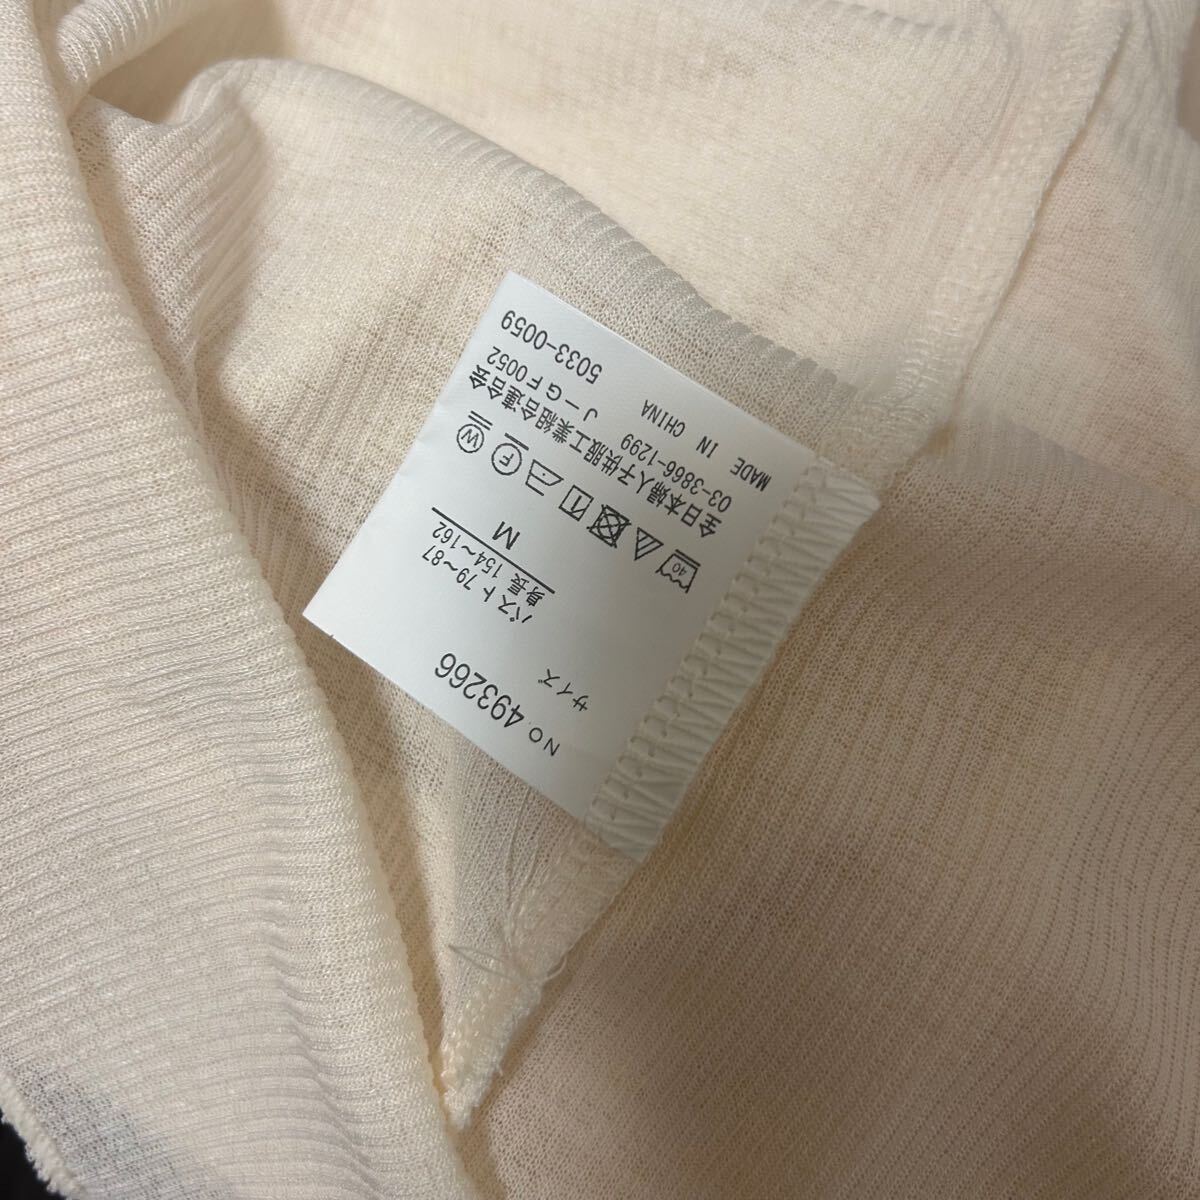 NO. 493266
サイズ
バスト 79〜87
身長 154〜162
M
40
F
W
全日本婦人子供服工業組合連合会
03-3866-1299 J-GF0052
MADE IN CHINA
5033-0059